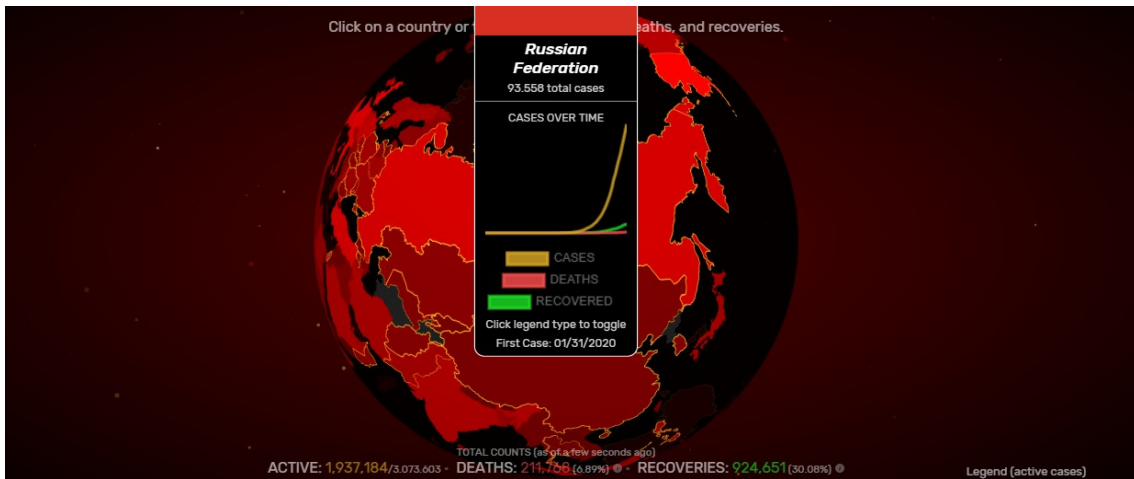 Click on a country or t eaths, and recoveries.
Russian
Federation
93.558 total cases
CASES OVER TIME
CASES
DEATHS
RECOVERED
Click legend type to toggle
First Case: 01/31/2020
TOTAL COUNTS (as of a few seconds ago)
ACTIVE: 1,937,184/3.073.603 - DEATHS: 211,768 (6.89%) - RECOVERIES: 924,651 (30.08%)
Legend (active cases)